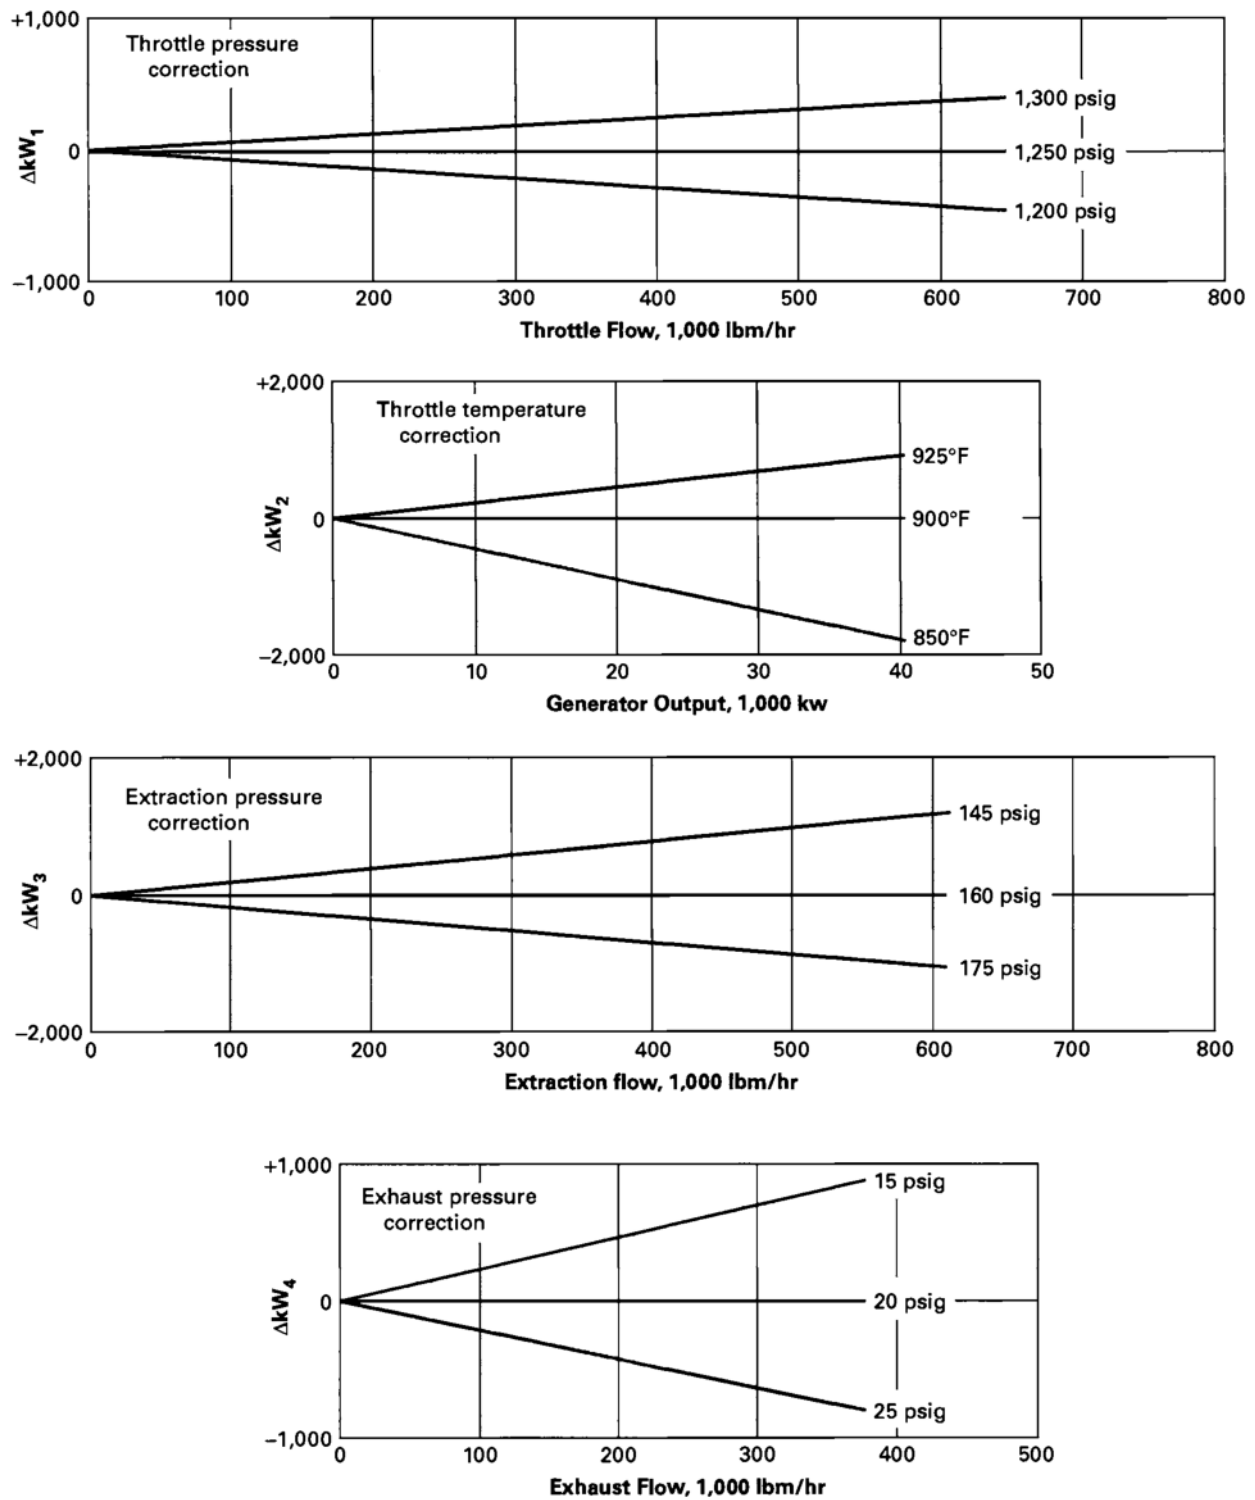 +1,000
Throttle pressure
correction
1,300 psig
ΔkW1
0
1,250 psig
1,200 psig
−1,000
0 100 200 300 400 500 600 700 800
Throttle Flow, 1,000 lbm/hr
+2,000
Throttle temperature
correction
925°F
ΔkW2
0
900°F
850°F
−2,000
0 10 20 30 40 50
Generator Output, 1,000 kw
+2,000
Extraction pressure
correction
145 psig
ΔkW3
0
160 psig
175 psig
−2,000
0 100 200 300 400 500 600 700 800
Extraction flow, 1,000 lbm/hr
+1,000
Exhaust pressure
correction
15 psig
ΔkW4
0
20 psig
25 psig
−1,000
0 100 200 300 400 500
Exhaust Flow, 1,000 lbm/hr